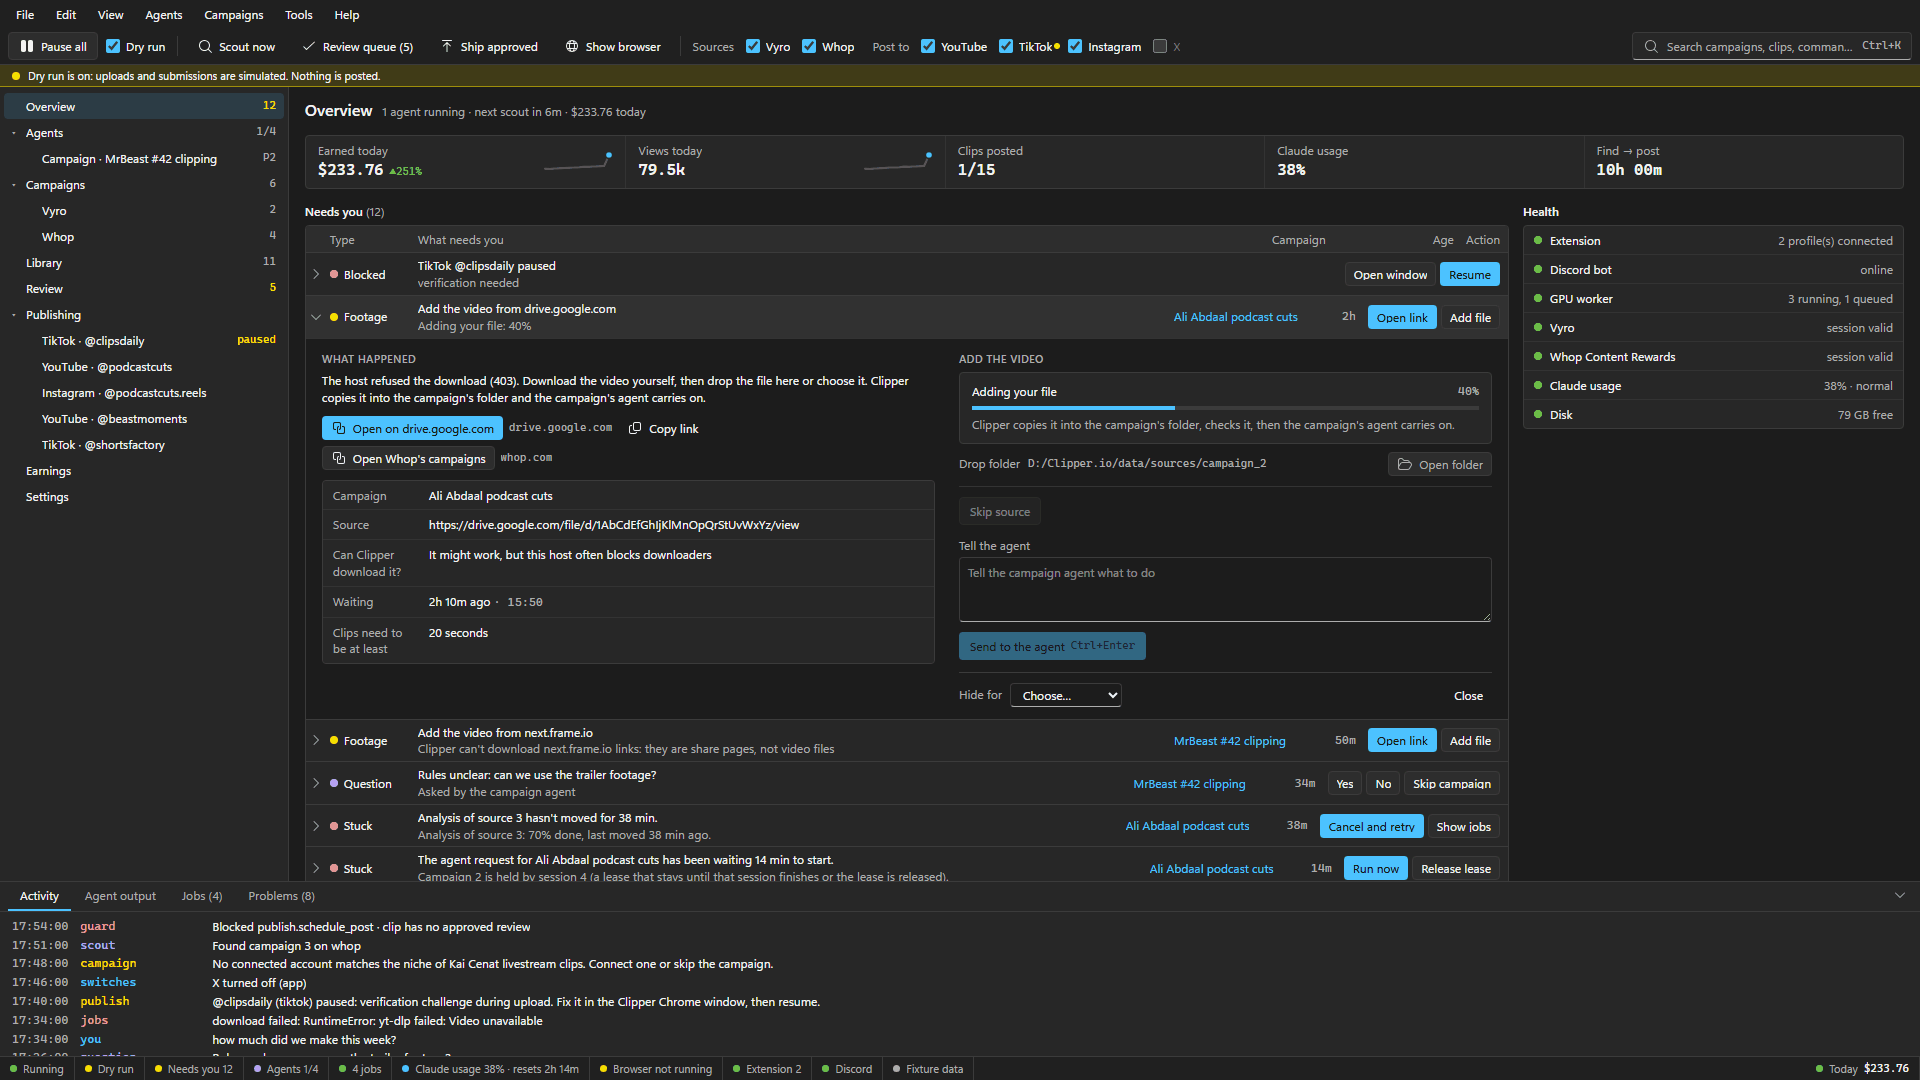 File Edit View Agents Campaigns Tools Help
Pause all Dry run Scout now Review queue (5) Ship approved Show browser Sources Vyro Whop Post to YouTube TikTok Instagram X Search campaigns, clips, comman... Ctrl+K
Dry run is on: uploads and submissions are simulated. Nothing is posted.
Overview 12
Agents 1/4
Campaign · MrBeast #42 clipping P2
Campaigns 6
Vyro 2
Whop 4
Library 11
Review 5
Publishing
TikTok · @clipsdaily paused
YouTube · @podcastcuts
Instagram · @podcastcuts.reels
YouTube · @beastmoments
TikTok · @shortsfactory
Earnings
Settings
Overview 1 agent running · next scout in 6m · $233.76 today
Earned today
$233.76 ▲251%
Views today
79.5k
Clips posted
1/15
Claude usage
38%
Find → post
10h 00m
Needs you (12)
Type What needs you Campaign Age Action
Blocked TikTok @clipsdaily paused
verification needed
Open window Resume
Footage Add the video from drive.google.com
Adding your file: 40%
Ali Abdaal podcast cuts 2h Open link Add file
WHAT HAPPENED
The host refused the download (403). Download the video yourself, then drop the file here or choose it. Clipper
copies it into the campaign's folder and the campaign's agent carries on.
Open on drive.google.com drive.google.com Copy link
Open Whop's campaigns whop.com
Campaign Ali Abdaal podcast cuts
Source https://drive.google.com/file/d/1AbCdEfGhIjKlMnOpQrStUvWxYz/view
Can Clipper
download it?
It might work, but this host often blocks downloaders
Waiting 2h 10m ago · 15:50
Clips need to
be at least
20 seconds
ADD THE VIDEO
Adding your file 40%
Clipper copies it into the campaign's folder, checks it, then the campaign's agent carries on.
Drop folder D:/Clipper.io/data/sources/campaign_2 Open folder
Skip source
Tell the agent
Tell the campaign agent what to do
Send to the agent Ctrl+Enter
Hide for Choose... Close
Footage Add the video from next.frame.io
Clipper can't download next.frame.io links: they are share pages, not video files
MrBeast #42 clipping 50m Open link Add file
Question Rules unclear: can we use the trailer footage?
Asked by the campaign agent
MrBeast #42 clipping 34m Yes No Skip campaign
Stuck Analysis of source 3 hasn't moved for 38 min.
Analysis of source 3: 70% done, last moved 38 min ago.
Ali Abdaal podcast cuts 38m Cancel and retry Show jobs
Stuck The agent request for Ali Abdaal podcast cuts has been waiting 14 min to start.
Campaign 2 is held by session 4 (a lease that stays until that session finishes or the lease is released).
Ali Abdaal podcast cuts 14m Run now Release lease
Health
Extension 2 profile(s) connected
Discord bot online
GPU worker 3 running, 1 queued
Vyro session valid
Whop Content Rewards session valid
Claude usage 38% · normal
Disk 79 GB free
Activity Agent output Jobs (4) Problems (8)
17:54:00 guard Blocked publish.schedule_post · clip has no approved review
17:51:00 scout Found campaign 3 on whop
17:48:00 campaign No connected account matches the niche of Kai Cenat livestream clips. Connect one or skip the campaign.
17:46:00 switches X turned off (app)
17:40:00 publish @clipsdaily (tiktok) paused: verification challenge during upload. Fix it in the Clipper Chrome window, then resume.
17:34:00 jobs download failed: RuntimeError: yt-dlp failed: Video unavailable
17:34:00 you how much did we make this week?
Running Dry run Needs you 12 Agents 1/4 4 jobs Claude usage 38% · resets 2h 14m Browser not running Extension 2 Discord Fixture data Today $233.76